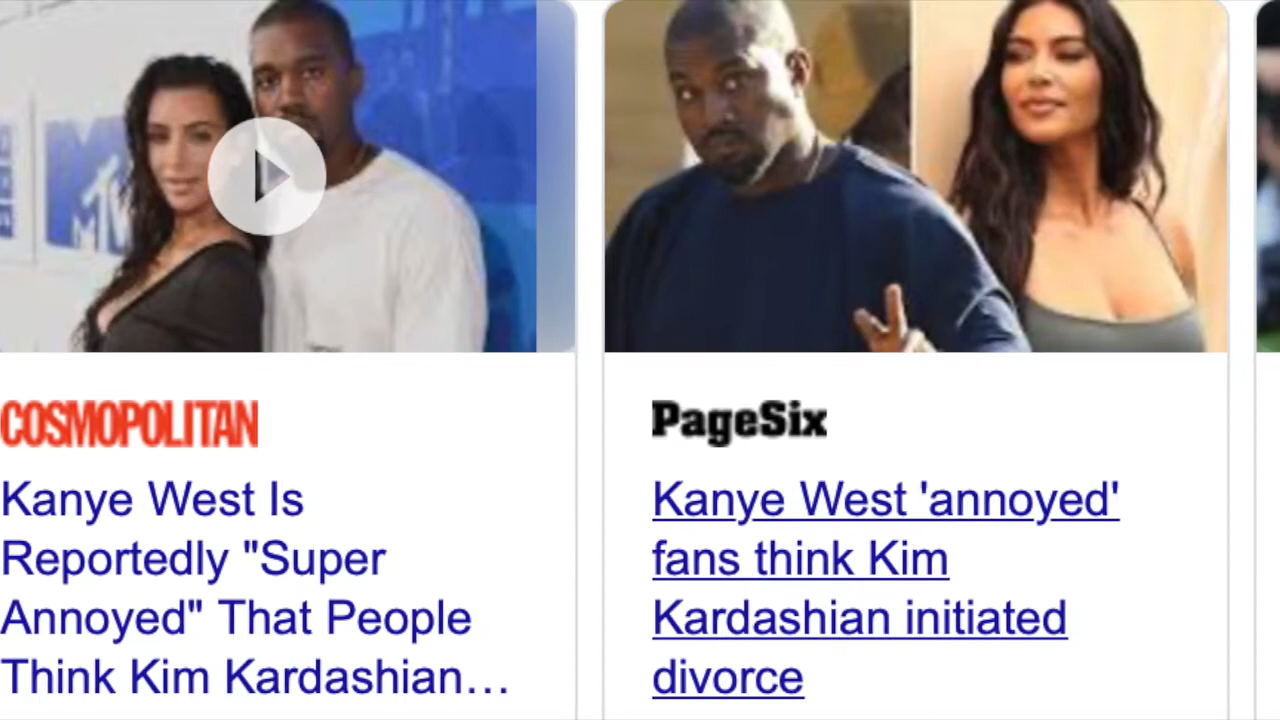 MTV
COSMOPOLITAN
Kanye West Is
Reportedly "Super
Annoyed" That People
Think Kim Kardashian…
PageSix
Kanye West 'annoyed'
fans think Kim
Kardashian initiated
divorce